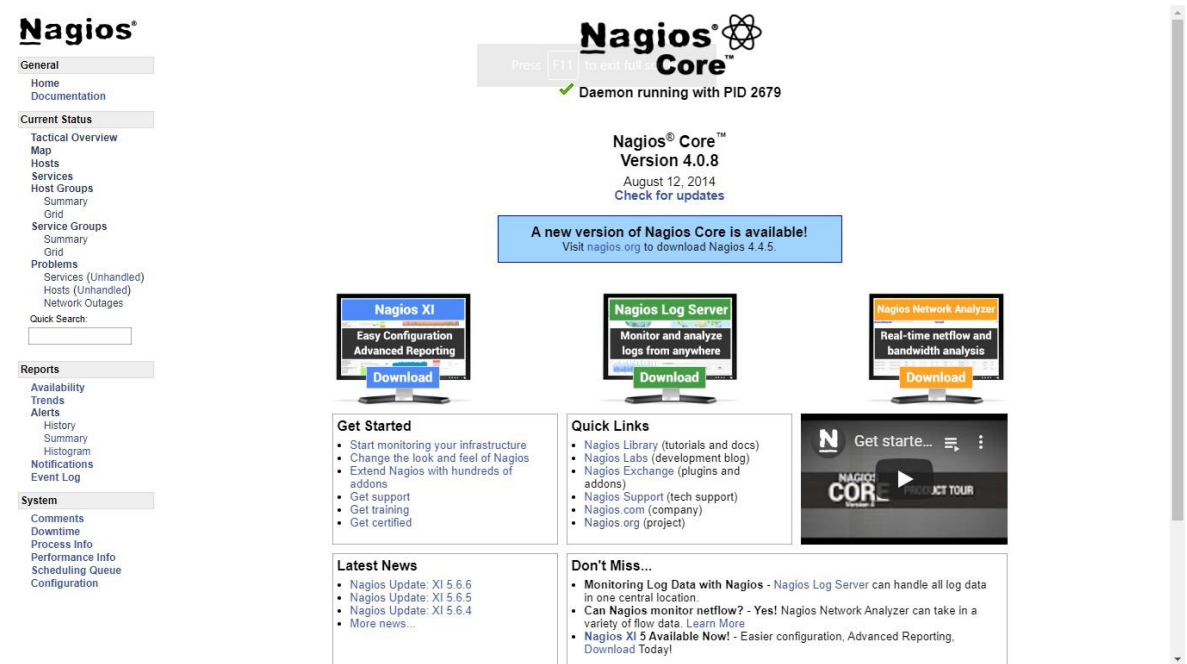 Nagios®
General
Home
Documentation
Current Status
Tactical Overview
Map
Hosts
Services
Host Groups
Summary
Grid
Service Groups
Summary
Grid
Problems
Services (Unhandled)
Hosts (Unhandled)
Network Outages
Quick Search:
Reports
Availability
Trends
Alerts
History
Summary
Histogram
Notifications
Event Log
System
Comments
Downtime
Process Info
Performance Info
Scheduling Queue
Configuration
Nagios®
Core™
Press F11 to exit full
Daemon running with PID 2679
Nagios® Core™
Version 4.0.8
August 12, 2014
Check for updates
A new version of Nagios Core is available!
Visit nagios.org to download Nagios 4.4.5.
Nagios XI
Easy Configuration
Advanced Reporting
Download
Nagios Log Server
Monitor and analyze
logs from anywhere
Download
Nagios Network Analyzer
Real-time netflow and
bandwidth analysis
Download
Get Started
• Start monitoring your infrastructure
• Change the look and feel of Nagios
• Extend Nagios with hundreds of
addons
• Get support
• Get training
• Get certified
Quick Links
• Nagios Library (tutorials and docs)
• Nagios Labs (development blog)
• Nagios Exchange (plugins and
addons)
• Nagios Support (tech support)
• Nagios.com (company)
• Nagios.org (project)
N Get starte...
NAGIOS
CORE PRODUCT TOUR
Latest News
• Nagios Update: XI 5.6.6
• Nagios Update: XI 5.6.5
• Nagios Update: XI 5.6.4
• More news...
Don't Miss...
• Monitoring Log Data with Nagios - Nagios Log Server can handle all log data
in one central location.
• Can Nagios monitor netflow? - Yes! Nagios Network Analyzer can take in a
variety of flow data. Learn More
• Nagios XI 5 Available Now! - Easier configuration, Advanced Reporting,
Download Today!